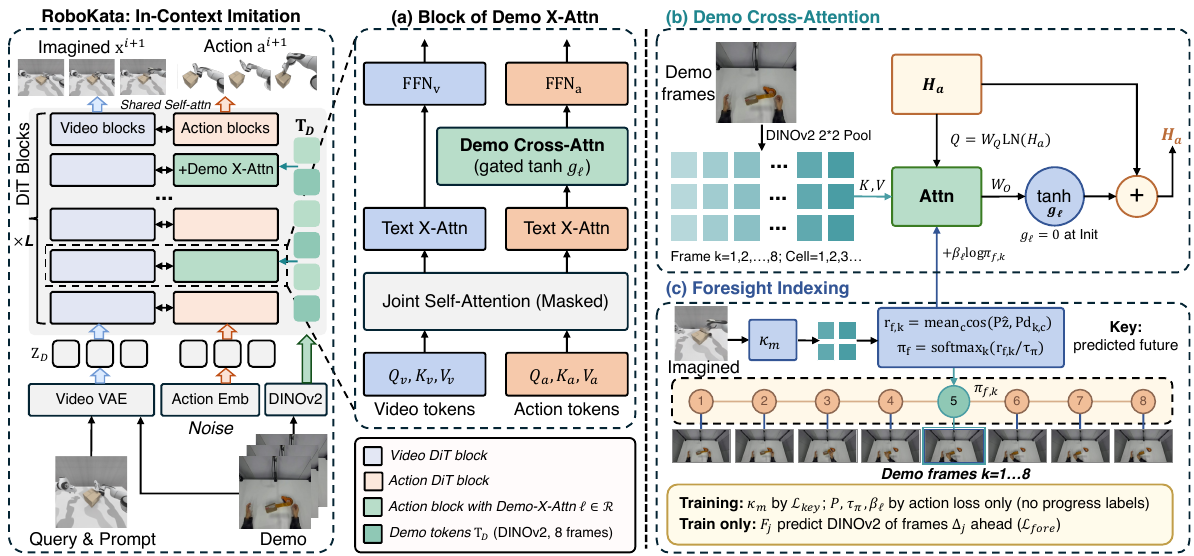 RoboKata: In-Context Imitation
Imagined x^{i+1}
Action a^{i+1}
Shared Self-attn
DiT Blocks
×L
Video blocks
Action blocks
T_D
+Demo X-Attn
...
Z_D
Video VAE
Action Emb
DINOv2
Noise
Query & Prompt
Demo
(a) Block of Demo X-Attn
FFN_v
FFN_a
Demo Cross-Attn
(gated tanh g_ℓ)
Text X-Attn
Text X-Attn
Joint Self-Attention (Masked)
Q_v, K_v, V_v
Q_a, K_a, V_a
Video tokens
Action tokens
Video DiT block
Action DiT block
Action block with Demo-X-Attn ℓ ∈ R
Demo tokens T_D (DINOv2, 8 frames)
(b) Demo Cross-Attention
Demo
frames
DINOv2 2*2 Pool
...
...
...
Frame k=1,2,…,8; Cell=1,2,3…
K,V
H_a
Q = W_Q LN(H_a)
Attn
W_O
tanh
g_ℓ
g_ℓ = 0 at Init
+
H_a
+β_ℓ log π_{f,k}
(c) Foresight Indexing
Imagined
κ_m
r_{f,k} = mean_c cos(Pẑ, Pd_{k,c})
π_f = softmax_k(r_{f,k}/τ_π)
Key:
predicted future
π_{f,k}
1 2 3 4 5 6 7 8
Demo frames k=1…8
Training: κ_m by L_key; P, τ_π, β_ℓ by action loss only (no progress labels)
Train only: F_j predict DINOv2 of frames Δ_j ahead (L_fore)